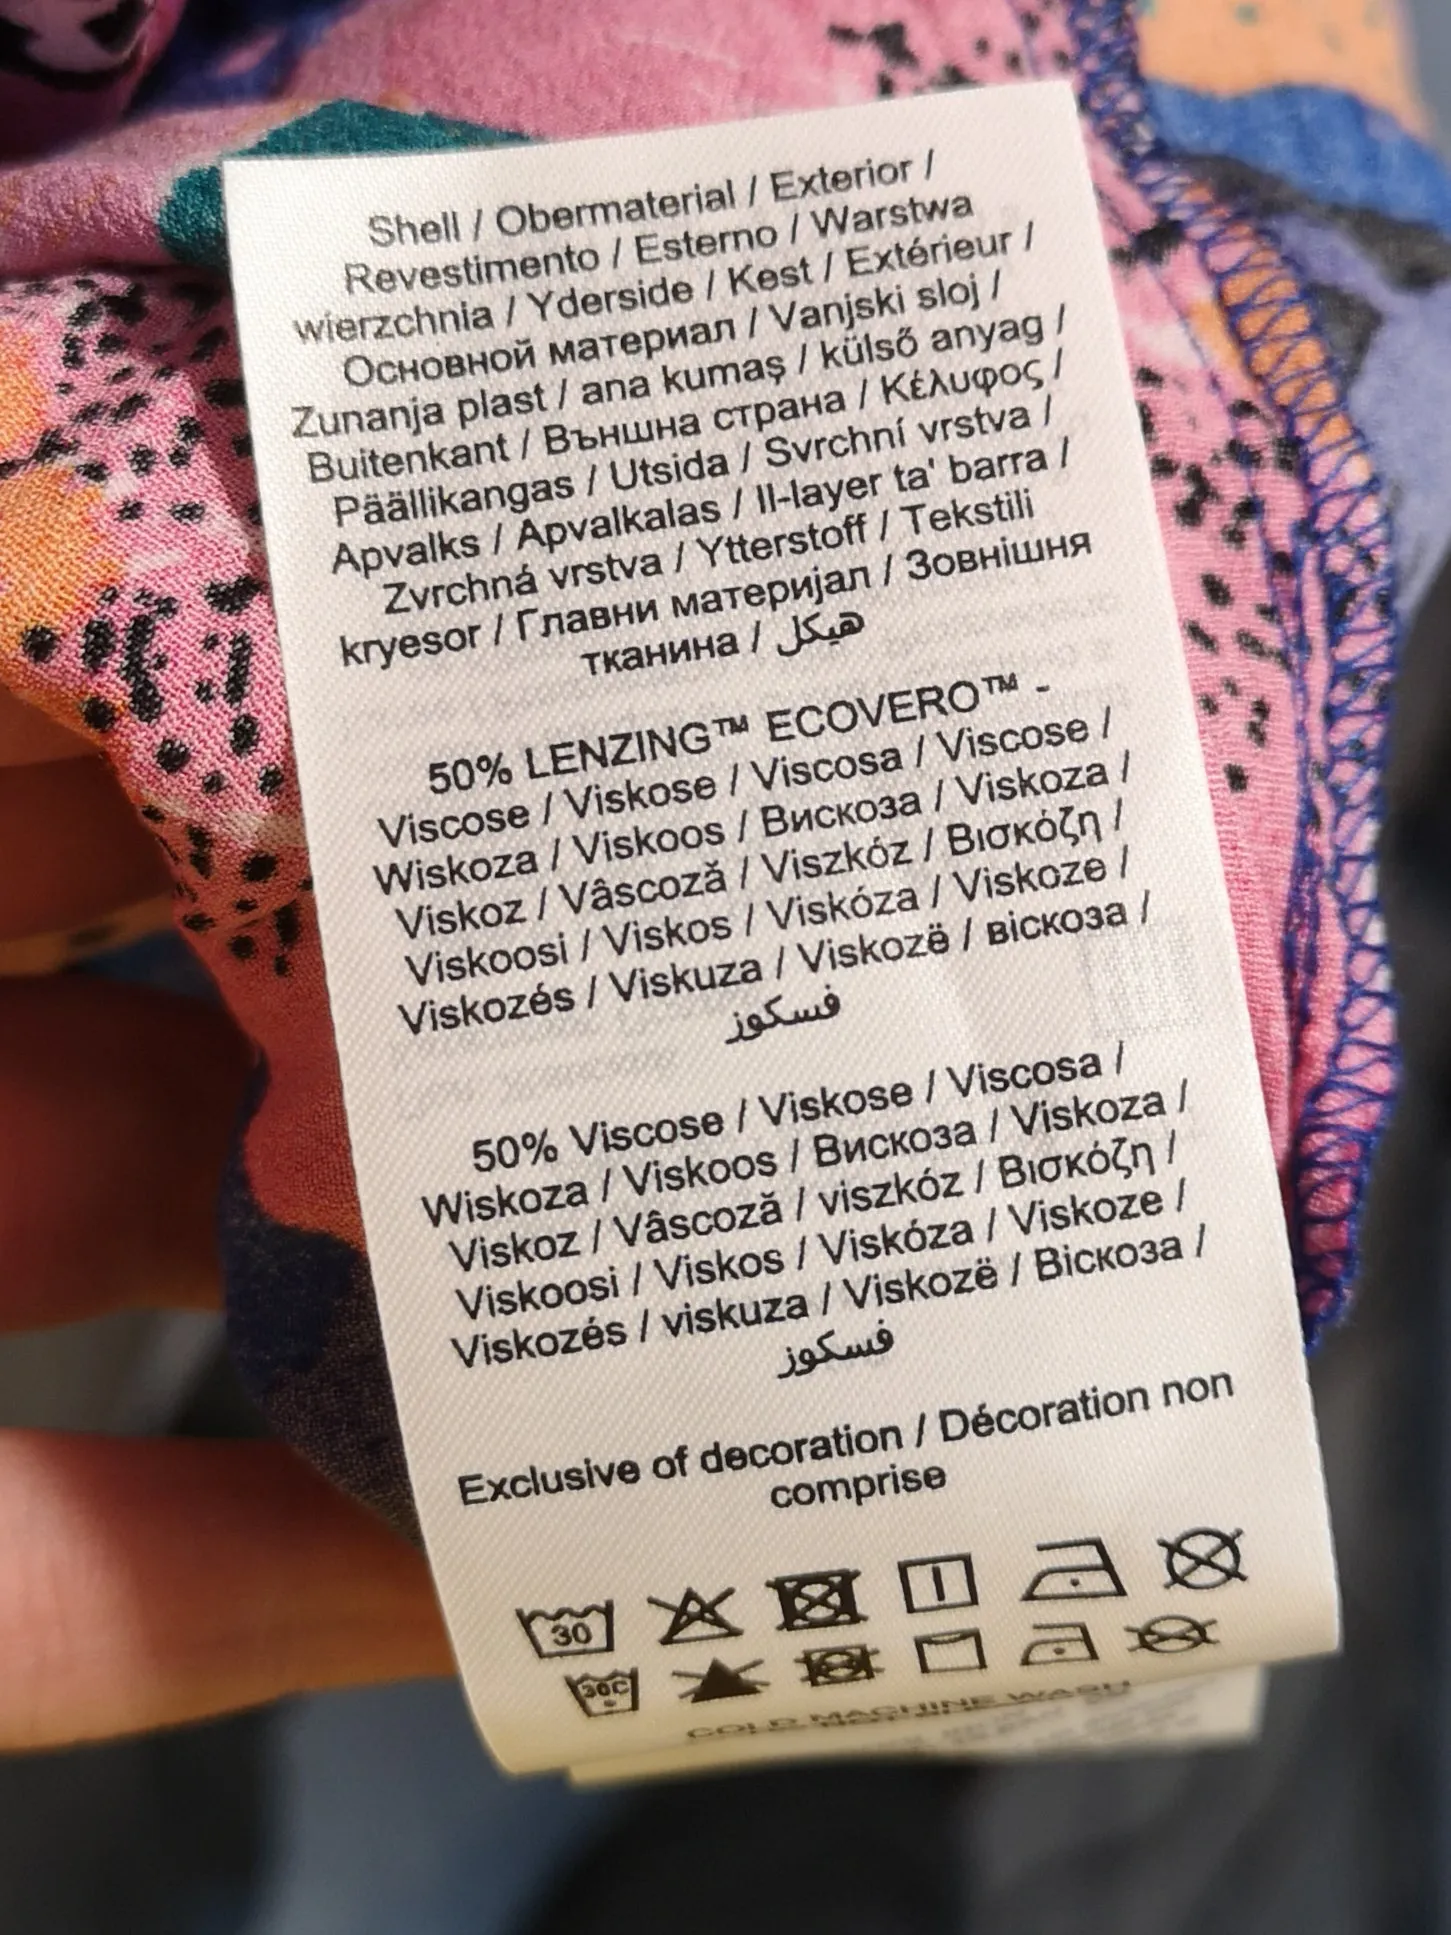 Shell / Obermaterial / Exterior /
Revestimento / Esterno / Warstwa
wierzchnia / Yderside / Kest / Extérieur /
Основной материал / Vanjski sloj /
Zunanja plast / ana kumaş / külső anyag /
Buitenkant / Външна страна / Κέλυφος /
Päällikangas / Utsida / Svrchní vrstva /
Apvalks / Apvalkalas / Il-layer ta' barra /
Zvrchná vrstva / Ytterstoff / Tekstili
kryesor / Главни материјал / Зовнішня
тканина / هيكل
50% LENZING™ ECOVERO™ -
Viscose / Viskose / Viscosa / Viscose /
Wiskoza / Viskoos / Вискоза / Viskoza /
Viskoz / Vâscoză / Viszkóz / Βισκόζη /
Viskoosi / Viskos / Viskóza / Viskoze /
Viskozés / Viskuza / Viskozë / віскоза /
فسكوز
50% Viscose / Viskose / Viscosa /
Wiskoza / Viskoos / Вискоза / Viskoza /
Viskoz / Vâscoză / viszkóz / Βισκόζη /
Viskoosi / Viskos / Viskóza / Viskoze /
Viskozés / viskuza / Viskozë / Віскоза /
فسكوز
Exclusive of decoration / Décoration non
comprise
30
30C
COLD MACHINE WASH